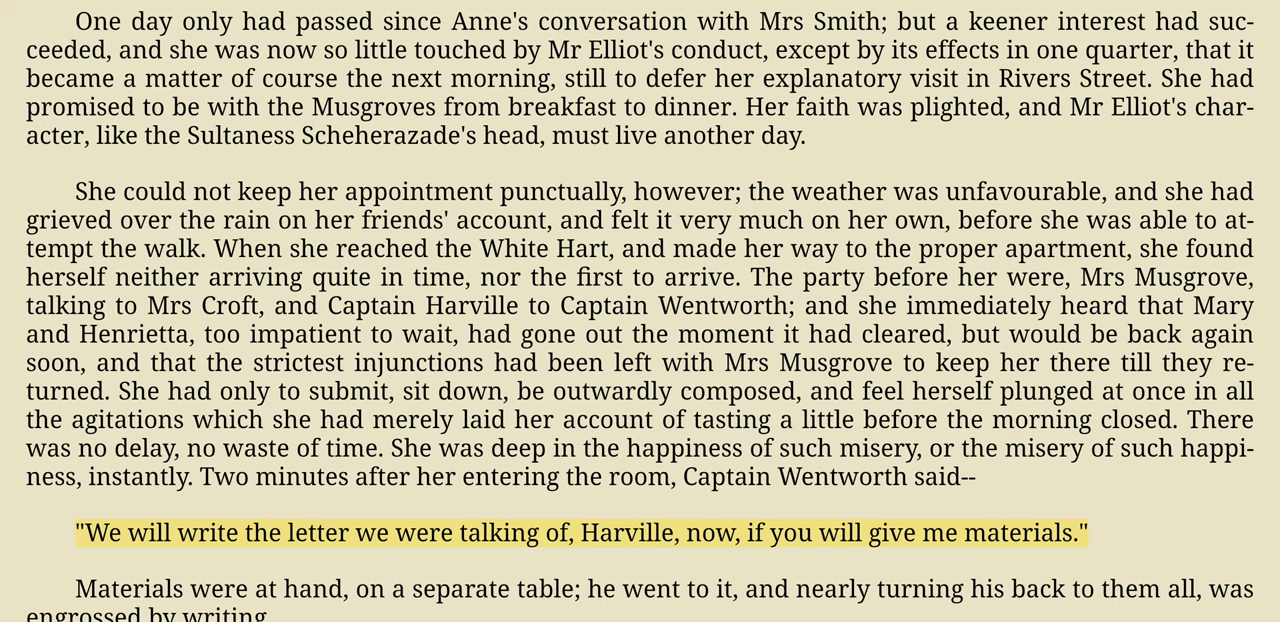 One day only had passed since Anne's conversation with Mrs Smith; but a keener interest had suc-
ceeded, and she was now so little touched by Mr Elliot's conduct, except by its effects in one quarter, that it
became a matter of course the next morning, still to defer her explanatory visit in Rivers Street. She had
promised to be with the Musgroves from breakfast to dinner. Her faith was plighted, and Mr Elliot's char-
acter, like the Sultaness Scheherazade's head, must live another day.
She could not keep her appointment punctually, however; the weather was unfavourable, and she had
grieved over the rain on her friends' account, and felt it very much on her own, before she was able to at-
tempt the walk. When she reached the White Hart, and made her way to the proper apartment, she found
herself neither arriving quite in time, nor the first to arrive. The party before her were, Mrs Musgrove,
talking to Mrs Croft, and Captain Harville to Captain Wentworth; and she immediately heard that Mary
and Henrietta, too impatient to wait, had gone out the moment it had cleared, but would be back again
soon, and that the strictest injunctions had been left with Mrs Musgrove to keep her there till they re-
turned. She had only to submit, sit down, be outwardly composed, and feel herself plunged at once in all
the agitations which she had merely laid her account of tasting a little before the morning closed. There
was no delay, no waste of time. She was deep in the happiness of such misery, or the misery of such happi-
ness, instantly. Two minutes after her entering the room, Captain Wentworth said--
"We will write the letter we were talking of, Harville, now, if you will give me materials."
Materials were at hand, on a separate table; he went to it, and nearly turning his back to them all, was
engrossed by writing.